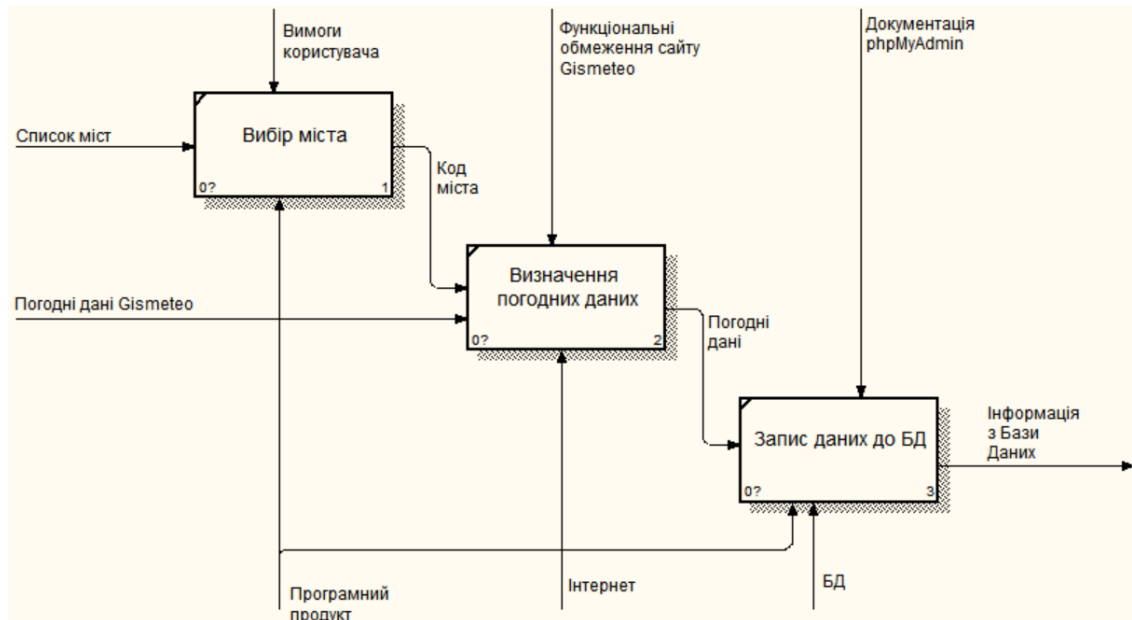 Вимоги
користувача
Функціональні
обмеження сайту
Gismeteo
Документація
phpMyAdmin
Список міст
Вибір міста
0?
1
Код
міста
Погодні дані Gismeteo
Визначення
погодних даних
0?
2
Погодні
дані
Запис даних до БД
0?
3
Інформація
з Бази
Даних
Програмний
продукт
Інтернет
БД